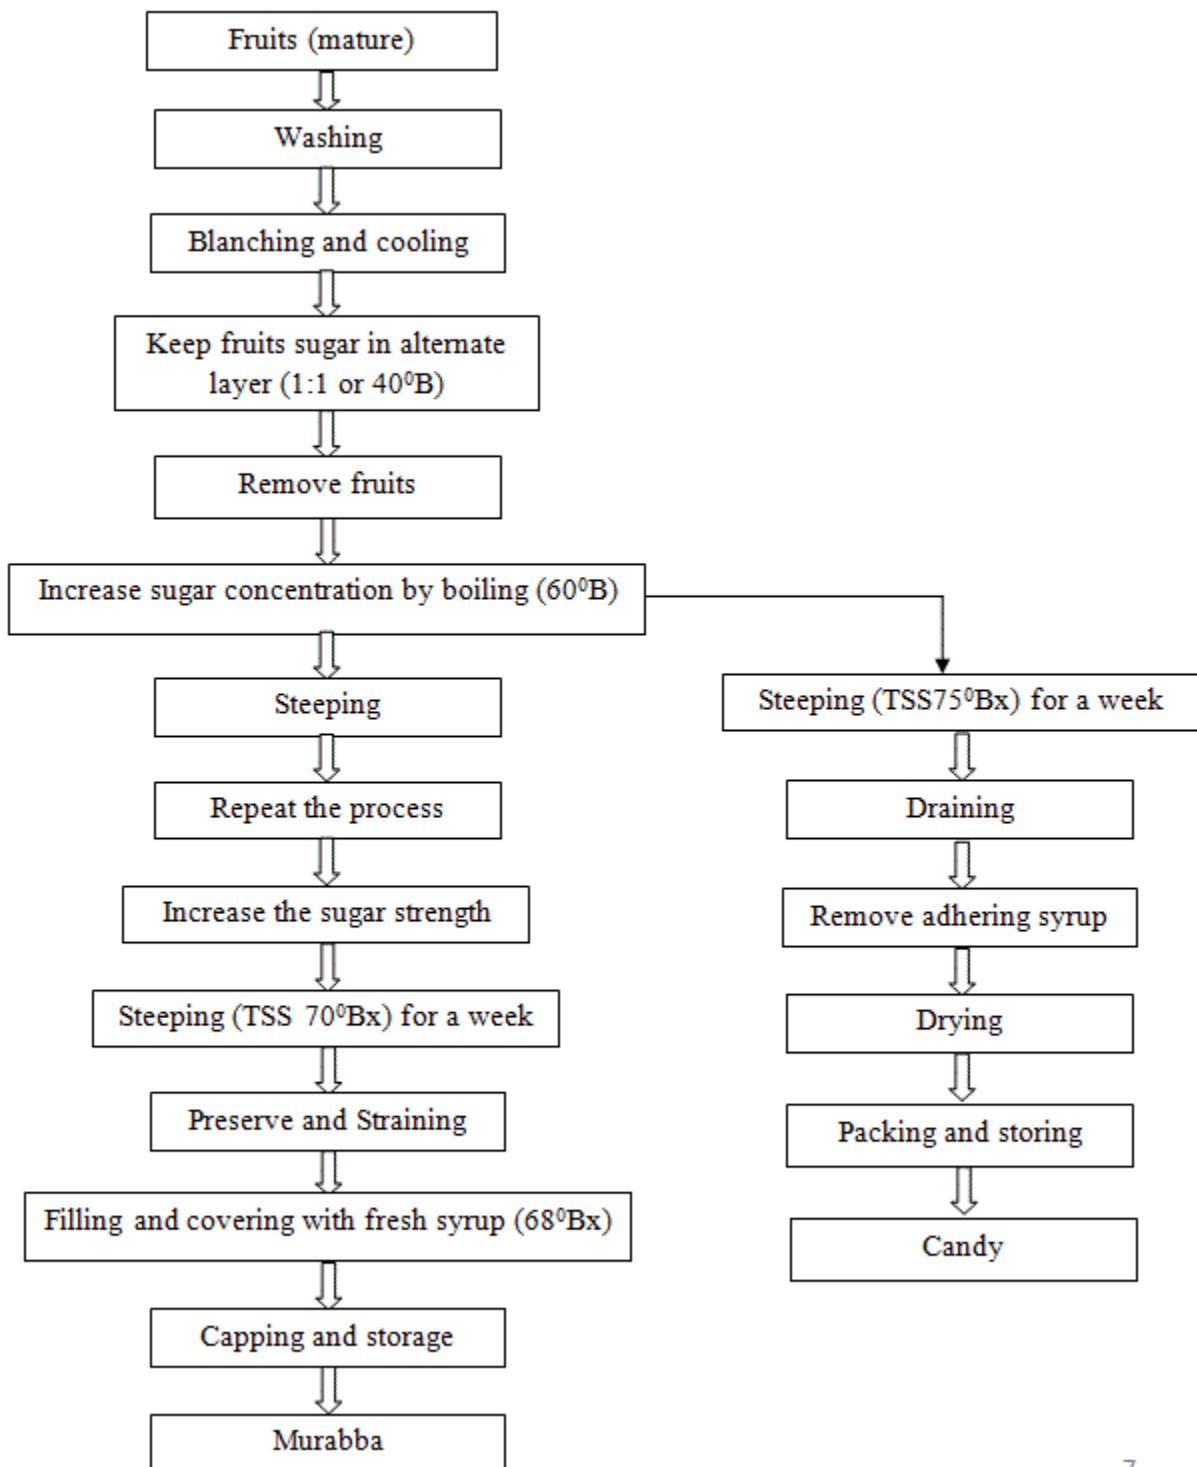 Fruits (mature)
Washing
Blanching and cooling
Keep fruits sugar in alternate
layer (1:1 or 40⁰B)
Remove fruits
Increase sugar concentration by boiling (60⁰B)
Steeping
Repeat the process
Increase the sugar strength
Steeping (TSS 70⁰Bx) for a week
Preserve and Straining
Filling and covering with fresh syrup (68⁰Bx)
Capping and storage
Murabba
Steeping (TSS75⁰Bx) for a week
Draining
Remove adhering syrup
Drying
Packing and storing
Candy